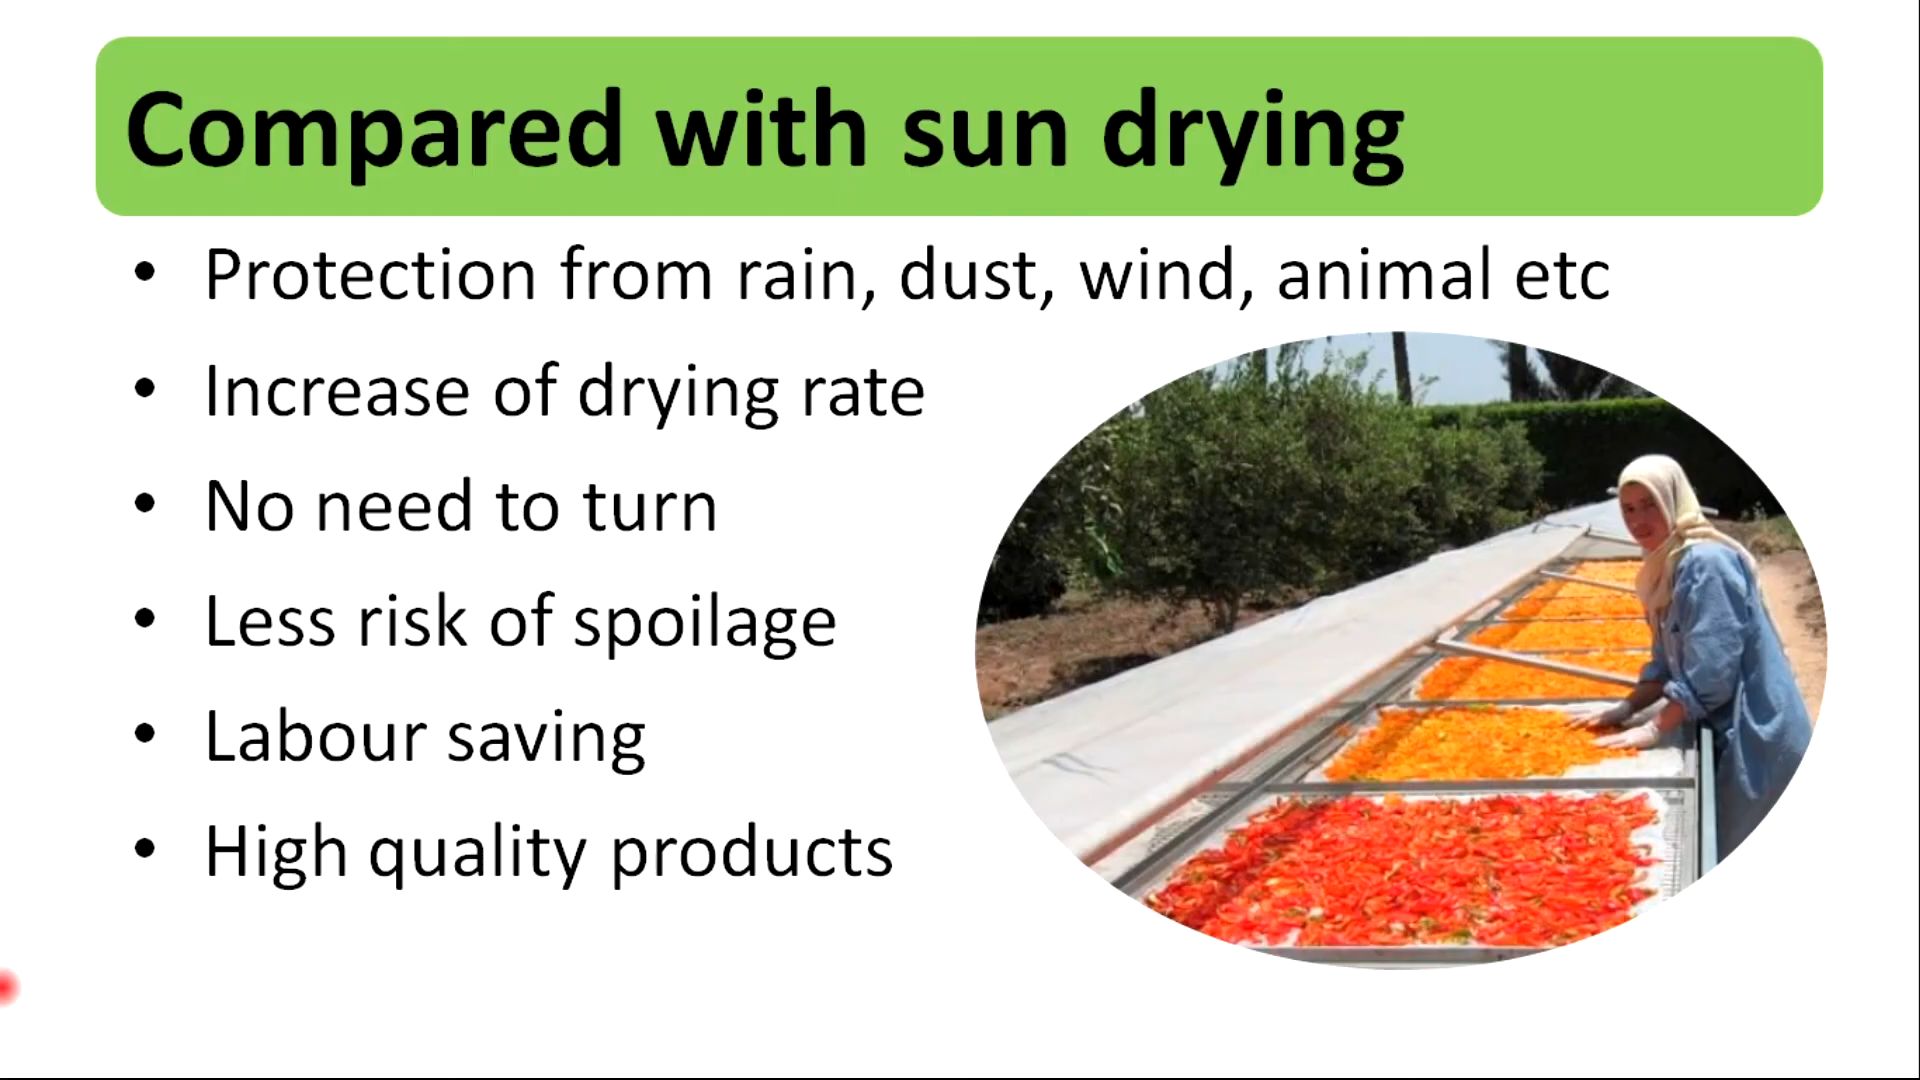 Compared with sun drying
• Protection from rain, dust, wind, animal etc
• Increase of drying rate
• No need to turn
• Less risk of spoilage
• Labour saving
• High quality products